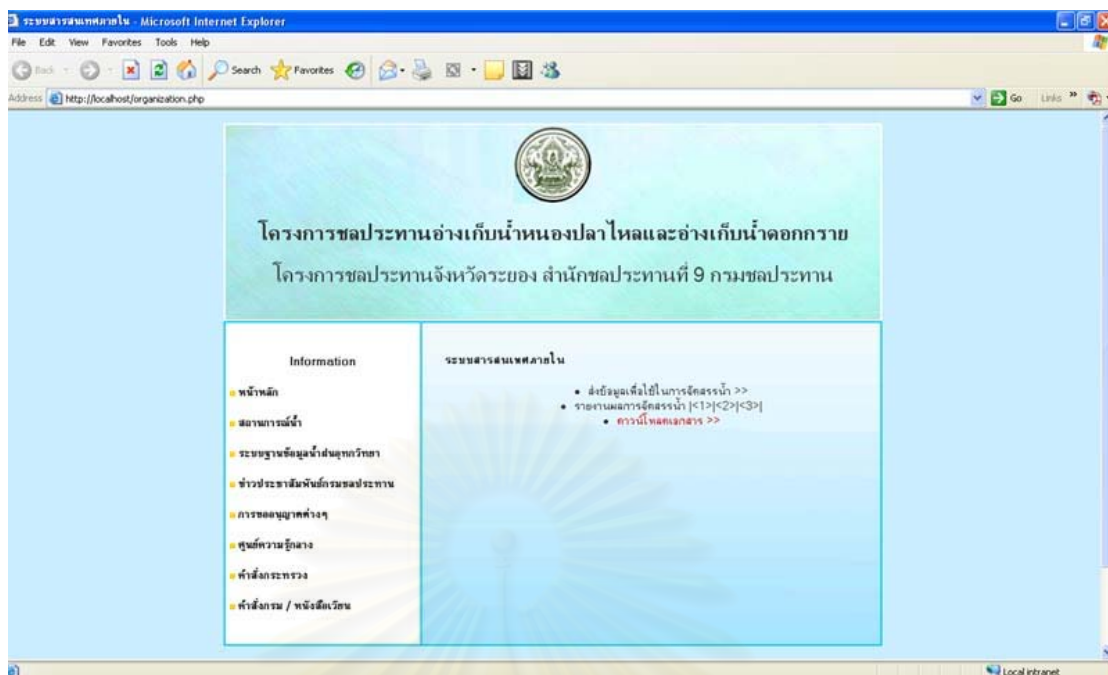 ระบบสารสนเทศภายใน - Microsoft Internet Explorer
File Edit View Favorites Tools Help
Back Search Favorites
Address http://localhost/organization.php Go Links »
โครงการชลประทานอ่างเก็บน้ำหนองปลาไหลและอ่างเก็บน้ำดอกกราย
โครงการชลประทานจังหวัดระยอง สำนักชลประทานที่ 9 กรมชลประทาน
Information
หน้าหลัก
สถานการณ์น้ำ
ระบบฐานข้อมูลน้ำฝนอุทกวิทยา
ข่าวประชาสัมพันธ์กรมชลประทาน
การขออนุญาตต่างๆ
ศูนย์ความรู้กลาง
คำสั่งกระทรวง
คำสั่งกรม / หนังสือเวียน
ระบบสารสนเทศภายใน
• ส่งข้อมูลเพื่อใช้ในการจัดสรรน้ำ >>
• รายงานผลการจัดสรรน้ำ |<1>|<2>|<3>|
• ดาวน์โหลดเอกสาร >>
Local intranet